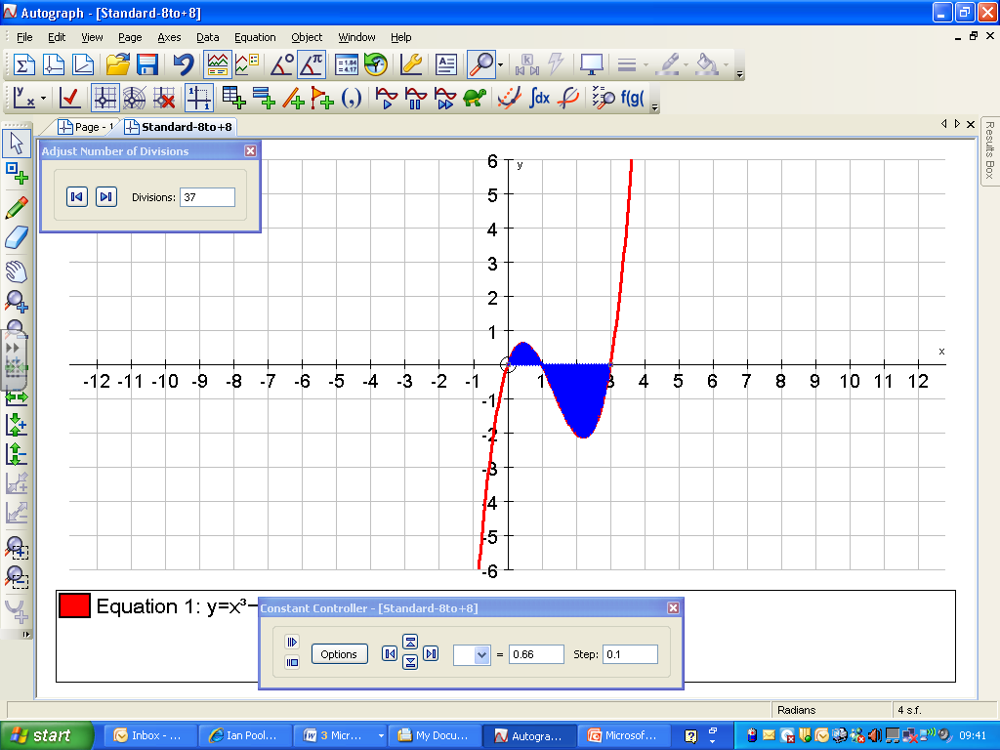 Autograph - [Standard-8to+8]
File Edit View Page Axes Data Equation Object Window Help
Page - 1 Standard-8to+8
Adjust Number of Divisions
Divisions: 37
Results Box
y
6
5
4
3
2
1
x
-12 -11 -10 -9 -8 -7 -6 -5 -4 -3 -2 -1 1 2 3 4 5 6 7 8 9 10 11 12
-1
-2
-3
-4
-5
-6
Equation 1: y=x³−
Constant Controller - [Standard-8to+8]
Options = 0.66 Step: 0.1
Radians 4 s.f.
start Inbox - ... Ian Pool... 3 Micr... My Docu... Autogra... Microsof... 09:41